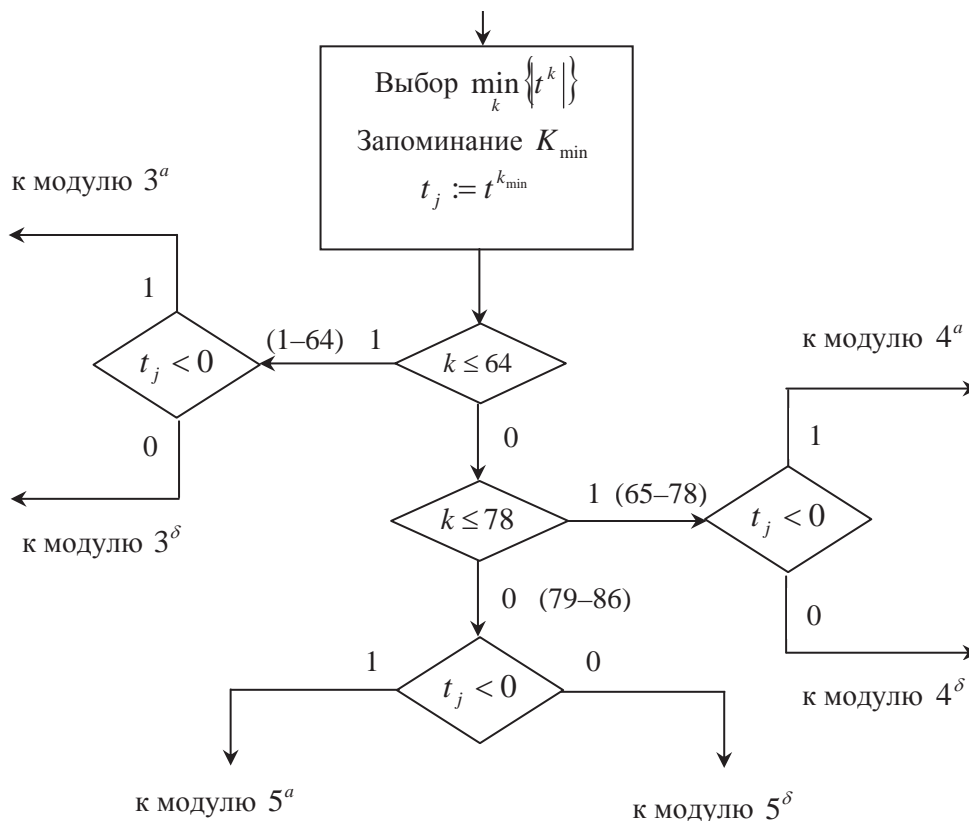 Выбор min_k {|t^k|}
Запоминание K_min
t_j := t^{k_min}
к модулю 3^a
1
(1–64) 1
t_j < 0
k ≤ 64
к модулю 4^a
0
0
1
к модулю 3^δ
k ≤ 78
1 (65–78)
t_j < 0
0 (79–86)
0
1
t_j < 0
0
к модулю 4^δ
к модулю 5^a
к модулю 5^δ